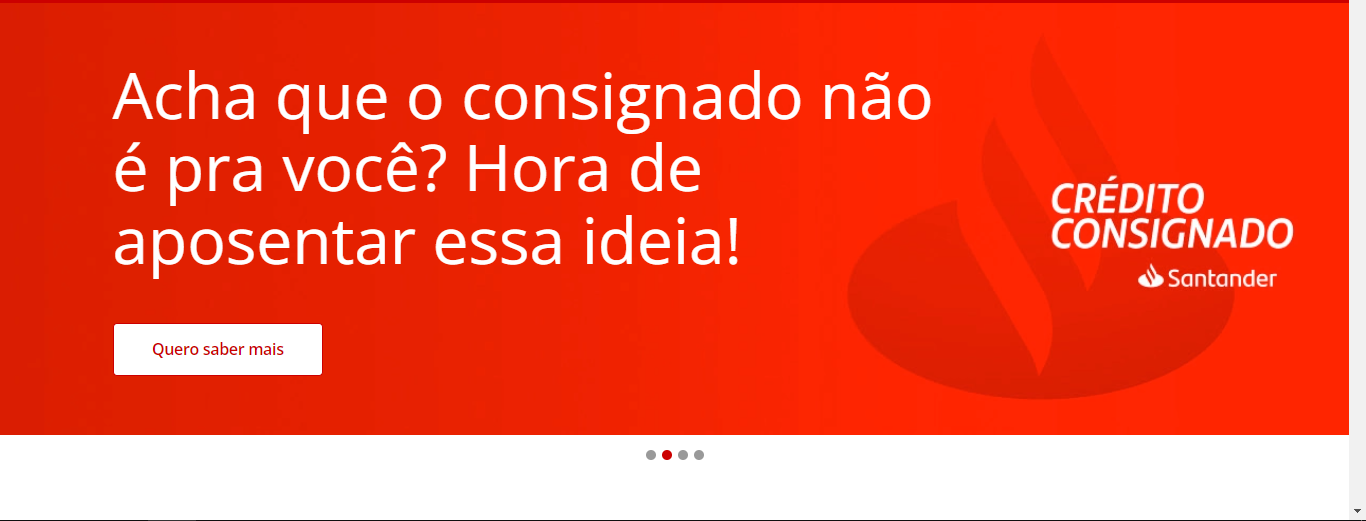 Acha que o consignado não
é pra você? Hora de
aposentar essa ideia!
Quero saber mais
CRÉDITO
CONSIGNADO
Santander